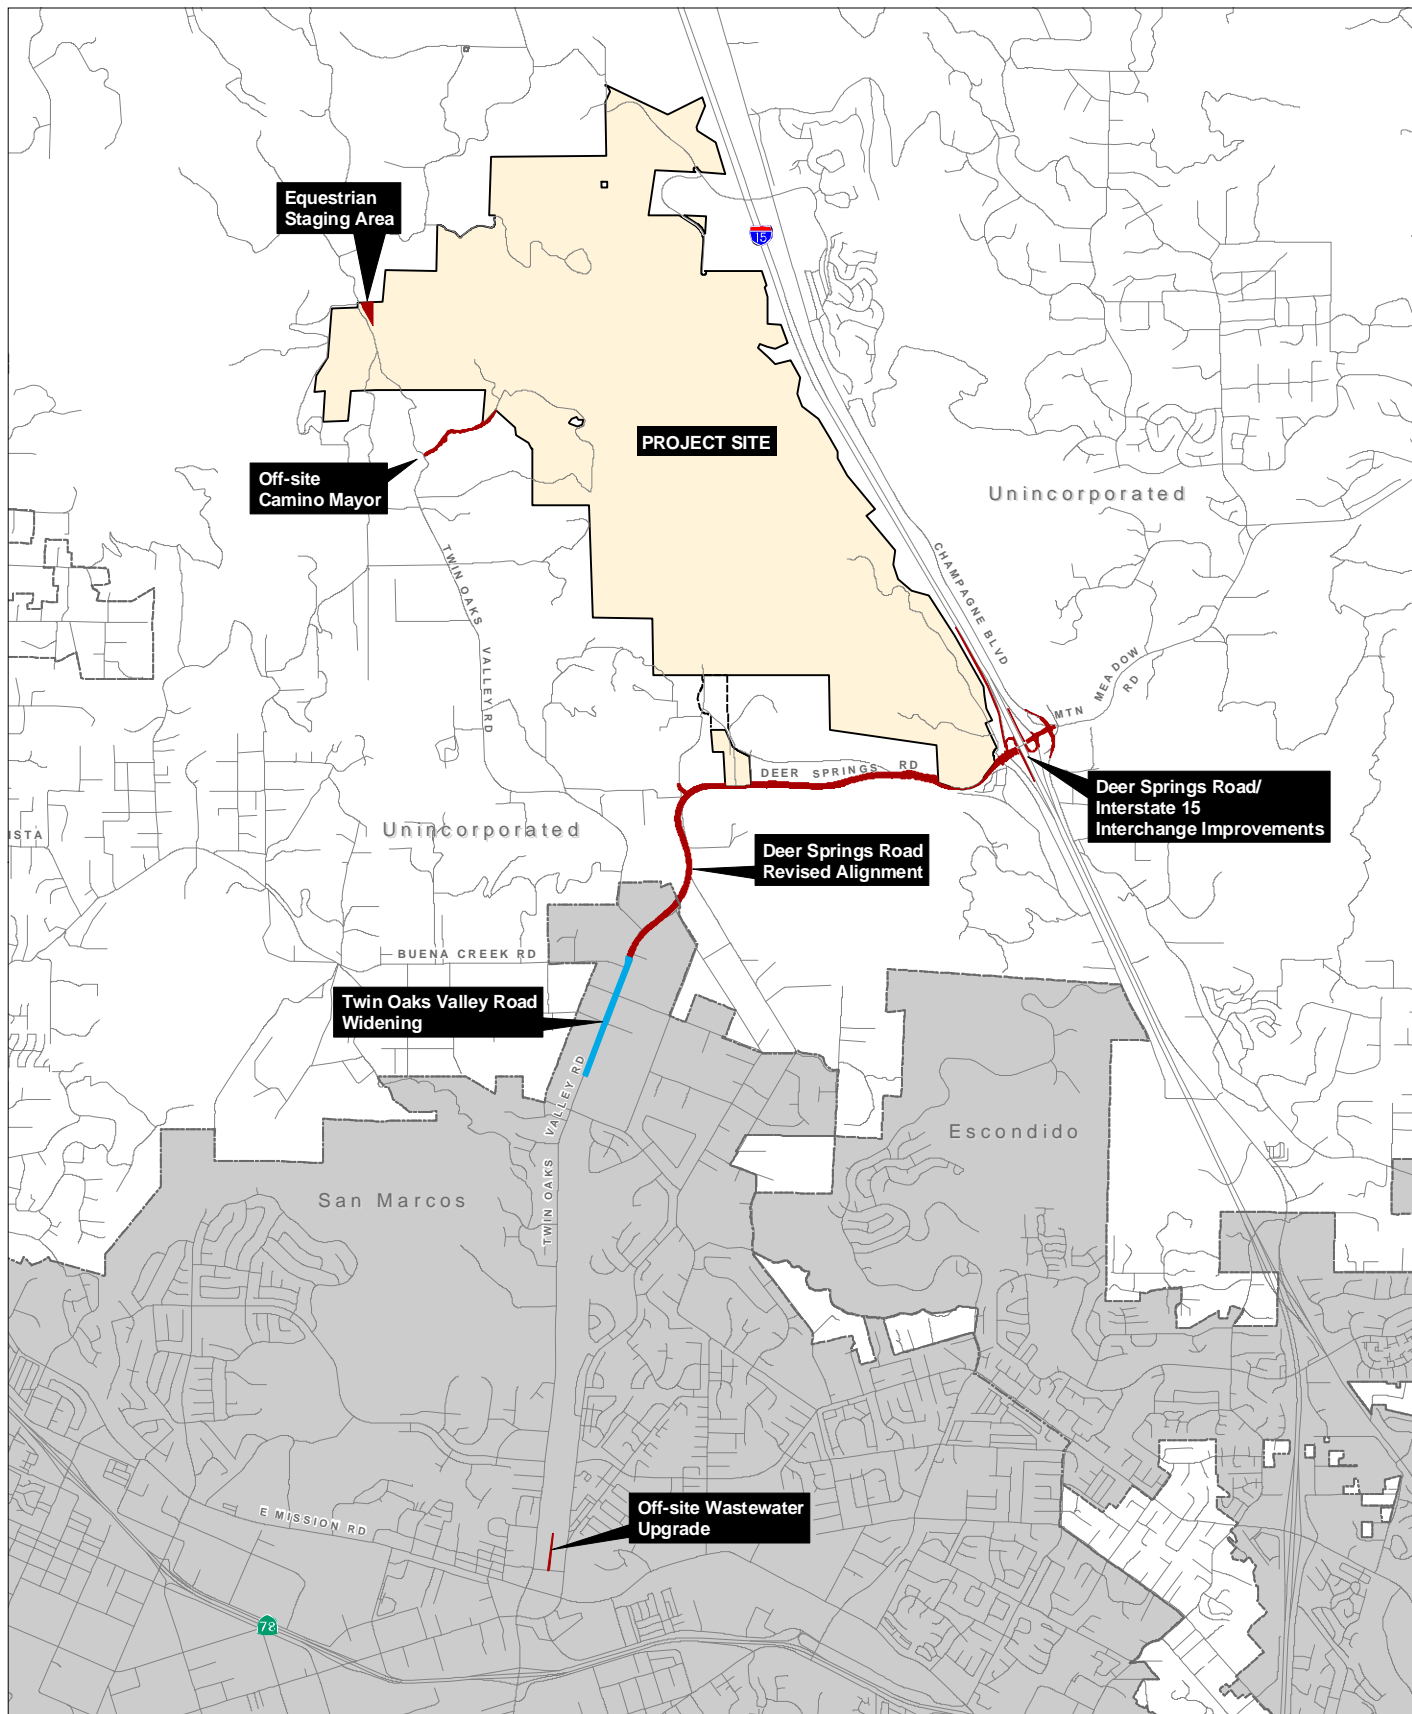 Equestrian
Staging Area
15
PROJECT SITE
Off-site
Camino Mayor
Unincorporated
TWIN OAKS
VALLEY RD
CHAMPAGNE BLVD
MTN
MEADOW
RD
DEER SPRINGS RD
Deer Springs Road/
Interstate 15
Interchange Improvements
ISTA
Unincorporated
Deer Springs Road
Revised Alignment
BUENA CREEK RD
Twin Oaks Valley Road
Widening
VALLEY RD
TWIN OAKS
Escondido
San Marcos
E MISSION RD
Off-site Wastewater
Upgrade
78